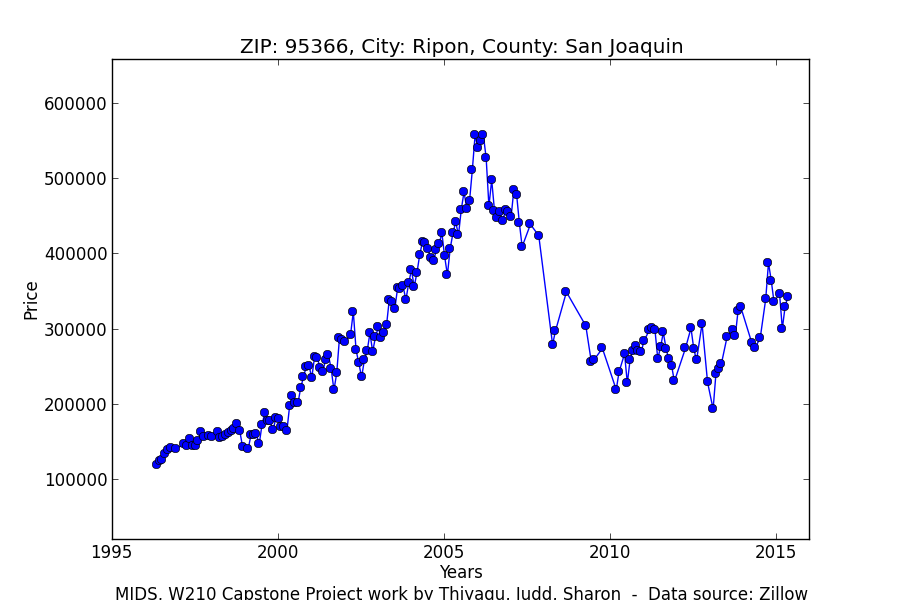 ZIP: 95366, City: Ripon, County: San Joaquin
600000
500000
400000
300000
200000
100000
Price
1995 2000 2005 2010 2015
Years
MIDS, W210 Capstone Project work by Thiyagu, Judd, Sharon - Data source: Zillow